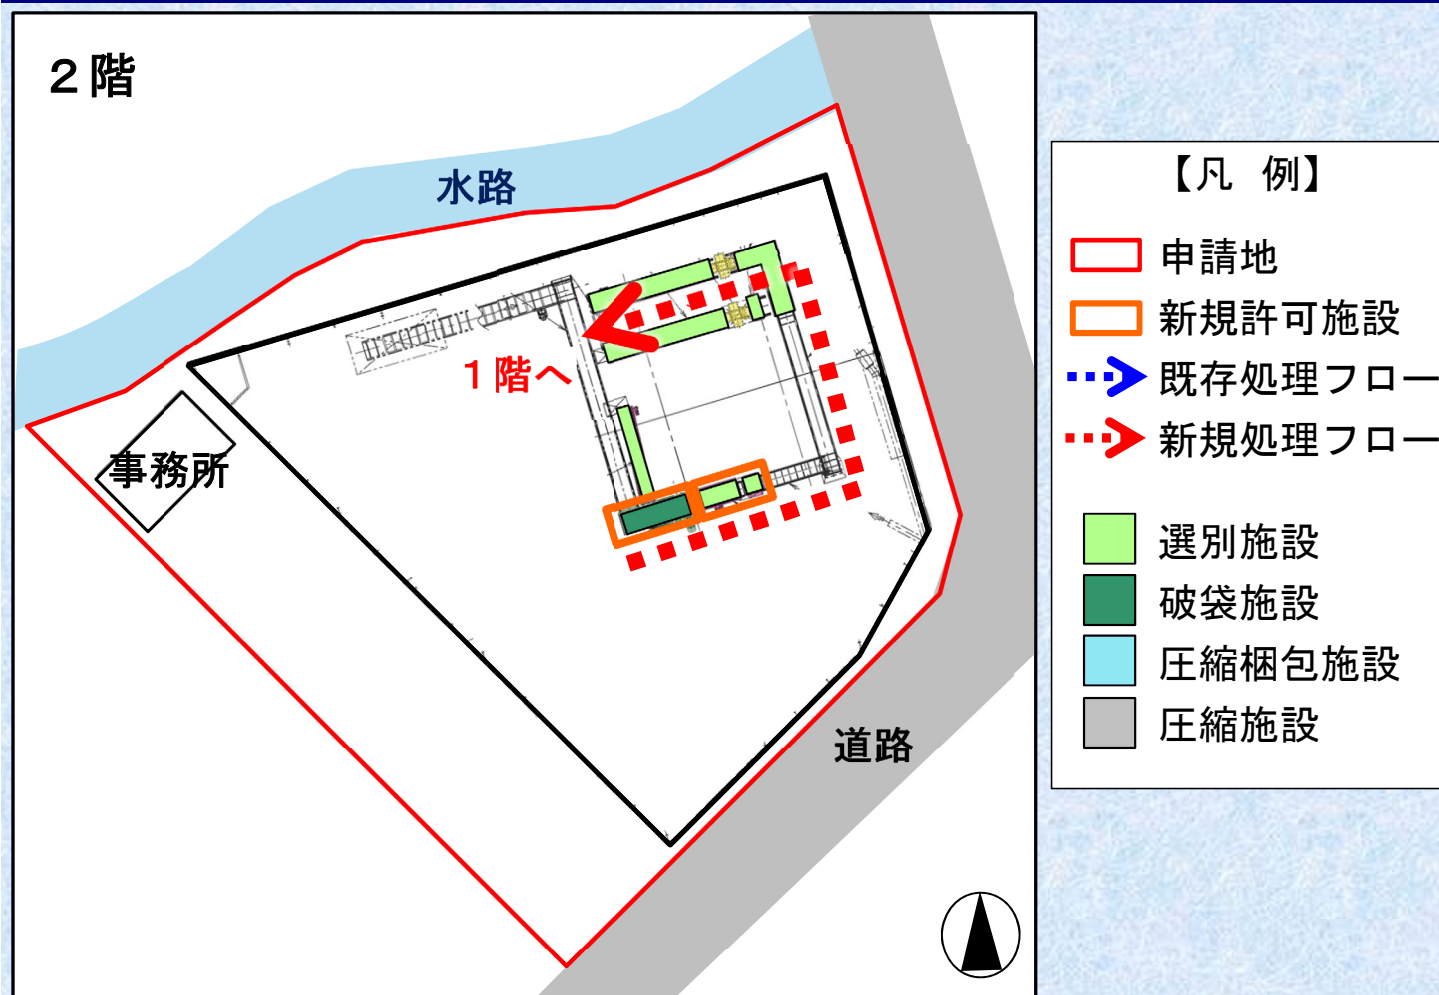 ２階
水路
１階へ
事務所
道路
【凡　例】
申請地
新規許可施設
既存処理フロー
新規処理フロー
選別施設
破袋施設
圧縮梱包施設
圧縮施設